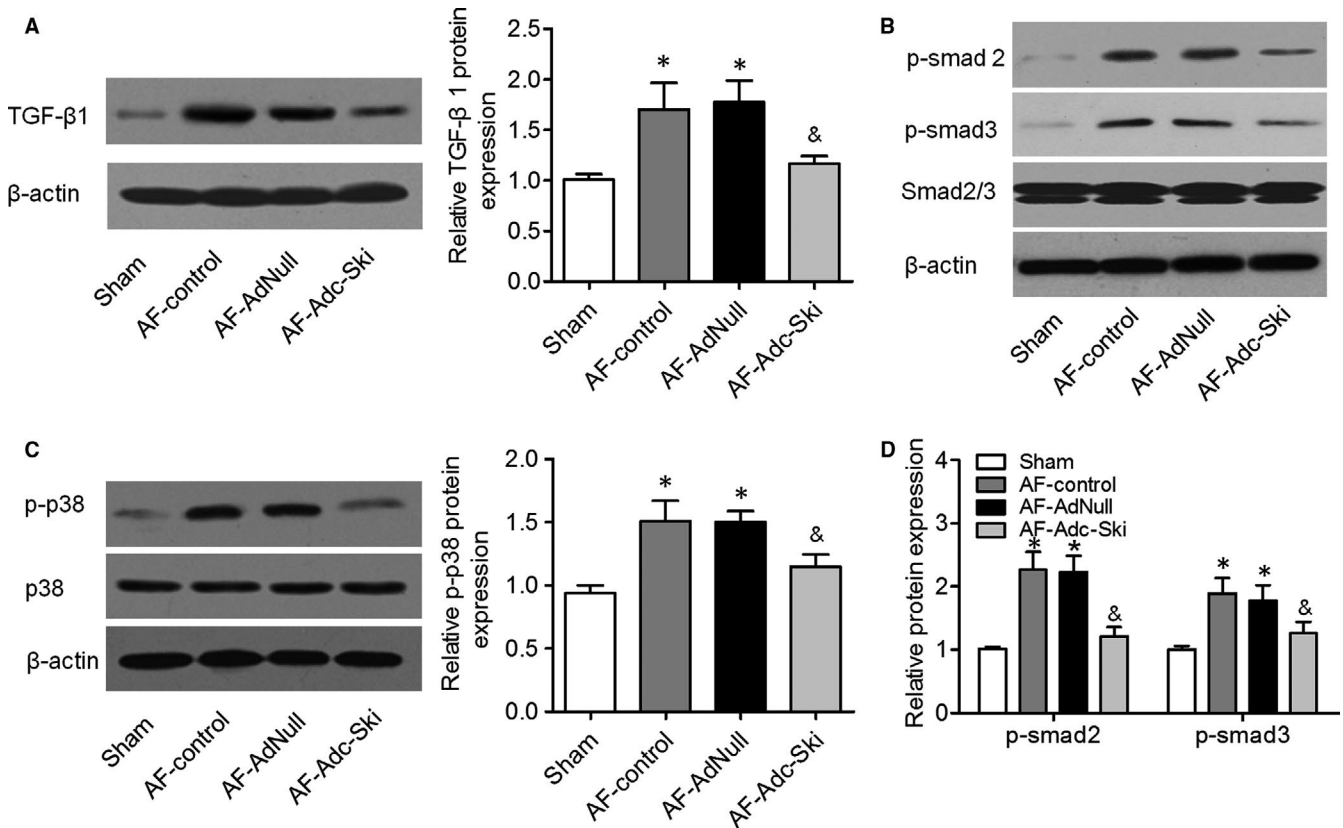 A
TGF-β1
β-actin
Sham
AF-control
AF-AdNull
AF-Adc-Ski
Relative TGF-β 1 protein
expression
2.5
2.0
1.5
1.0
0.5
0.0
*
*
&
Sham
AF-control
AF-AdNull
AF-Adc-Ski
B
p-smad 2
p-smad3
Smad2/3
β-actin
Sham
AF-control
AF-AdNull
AF-Adc-Ski
C
p-p38
p38
β-actin
Sham
AF-control
AF-AdNull
AF-Adc-Ski
Relative p-p38 protein
expression
2.0
1.5
1.0
0.5
0.0
*
*
&
Sham
AF-control
AF-AdNull
AF-Adc-Ski
D
Relative protein expression
4
3
2
1
0
Sham
AF-control
AF-AdNull
AF-Adc-Ski
*
*
&
*
*
&
p-smad2
p-smad3